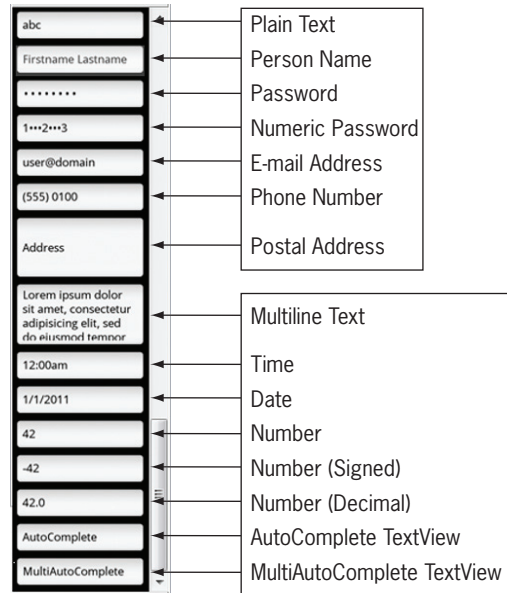 abc
Plain Text
Firstname Lastname
Person Name
••••••••
Password
1•••2•••3
Numeric Password
user@domain
E-mail Address
(555) 0100
Phone Number
Address
Postal Address
Lorem ipsum dolor
sit amet, consectetur
adipisicing elit, sed
do eiusmod tempor
Multiline Text
12:00am
Time
1/1/2011
Date
42
Number
-42
Number (Signed)
42.0
Number (Decimal)
AutoComplete
AutoComplete TextView
MultiAutoComplete
MultiAutoComplete TextView